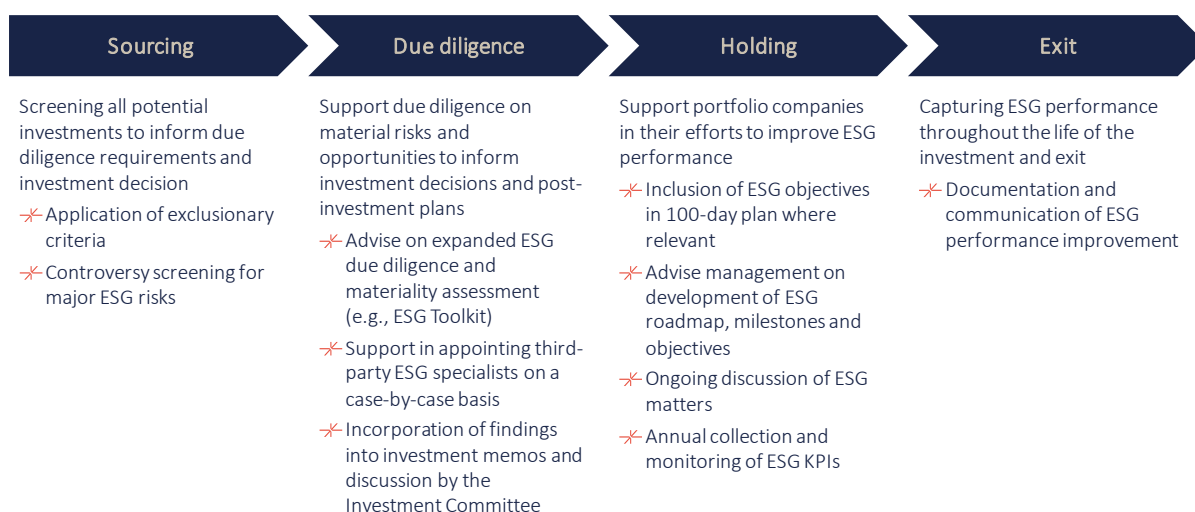 Sourcing
Screening all potential
investments to inform due
diligence requirements and
investment decision
Application of exclusionary
criteria
Controversy screening for
major ESG risks
Due diligence
Support due diligence on
material risks and
opportunities to inform
investment decisions and post-
investment plans
Advise on expanded ESG
due diligence and
materiality assessment
(e.g., ESG Toolkit)
Support in appointing third-
party ESG specialists on a
case-by-case basis
Incorporation of findings
into investment memos and
discussion by the
Investment Committee
Holding
Support portfolio companies
in their efforts to improve ESG
performance
Inclusion of ESG objectives
in 100-day plan where
relevant
Advise management on
development of ESG
roadmap, milestones and
objectives
Ongoing discussion of ESG
matters
Annual collection and
monitoring of ESG KPIs
Exit
Capturing ESG performance
throughout the life of the
investment and exit
Documentation and
communication of ESG
performance improvement